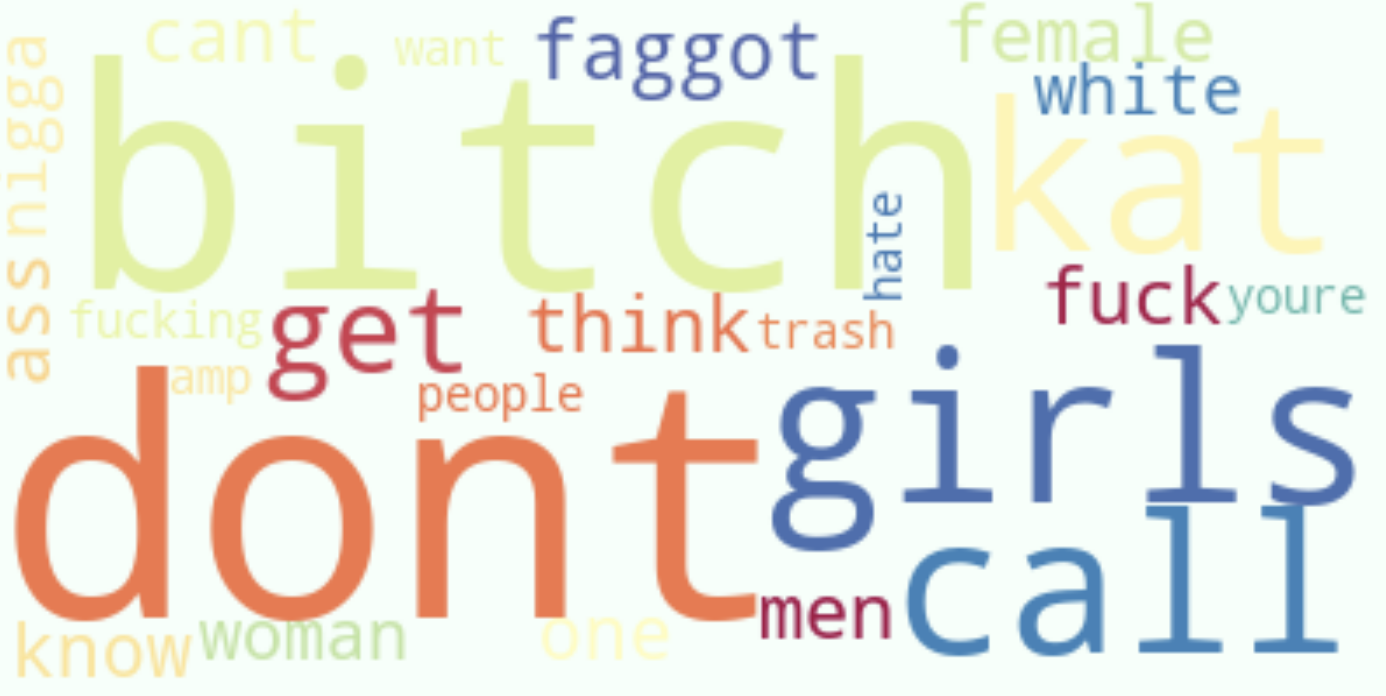 cant want faggot female
white
nigga
bitch
kat
hate
ass
fucking get think trash fuck youre
amp people
dont girls
call
men
know woman one